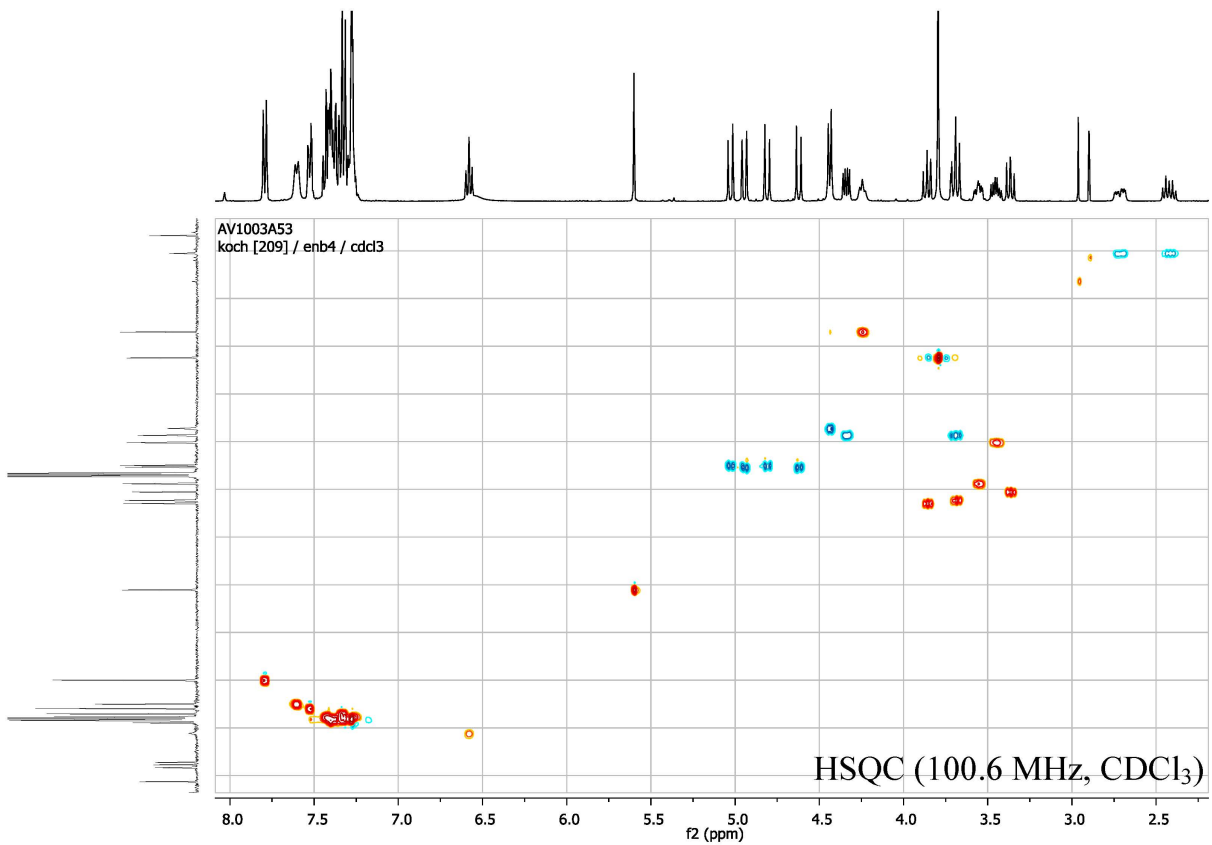 AV1003A53
koch [209] / enb4 / cdcl3
HSQC (100.6 MHz, CDCl₃)
8.0 7.5 7.0 6.5 6.0 5.5 5.0 4.5 4.0 3.5 3.0 2.5
f2 (ppm)